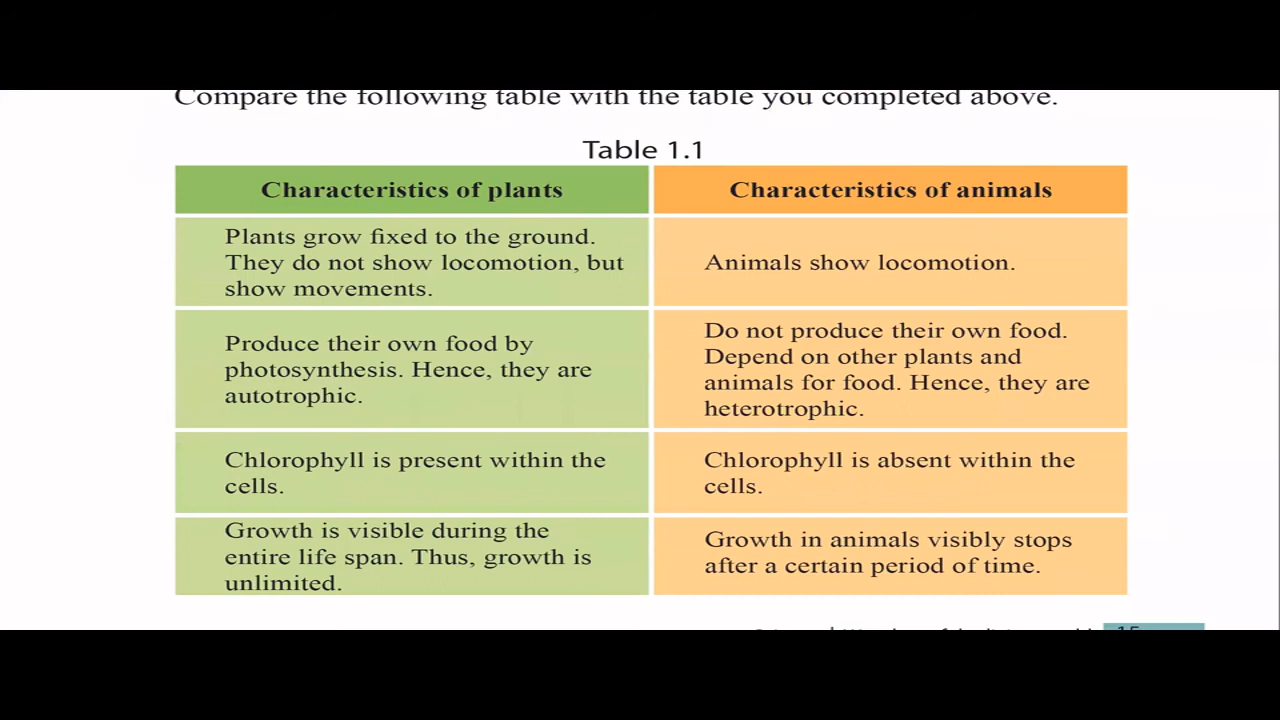 Compare the following table with the table you completed above.
Table 1.1
Characteristics of plants
Characteristics of animals
Plants grow fixed to the ground.
They do not show locomotion, but
show movements.
Animals show locomotion.
Produce their own food by
photosynthesis. Hence, they are
autotrophic.
Do not produce their own food.
Depend on other plants and
animals for food. Hence, they are
heterotrophic.
Chlorophyll is present within the
cells.
Chlorophyll is absent within the
cells.
Growth is visible during the
entire life span. Thus, growth is
unlimited.
Growth in animals visibly stops
after a certain period of time.
15